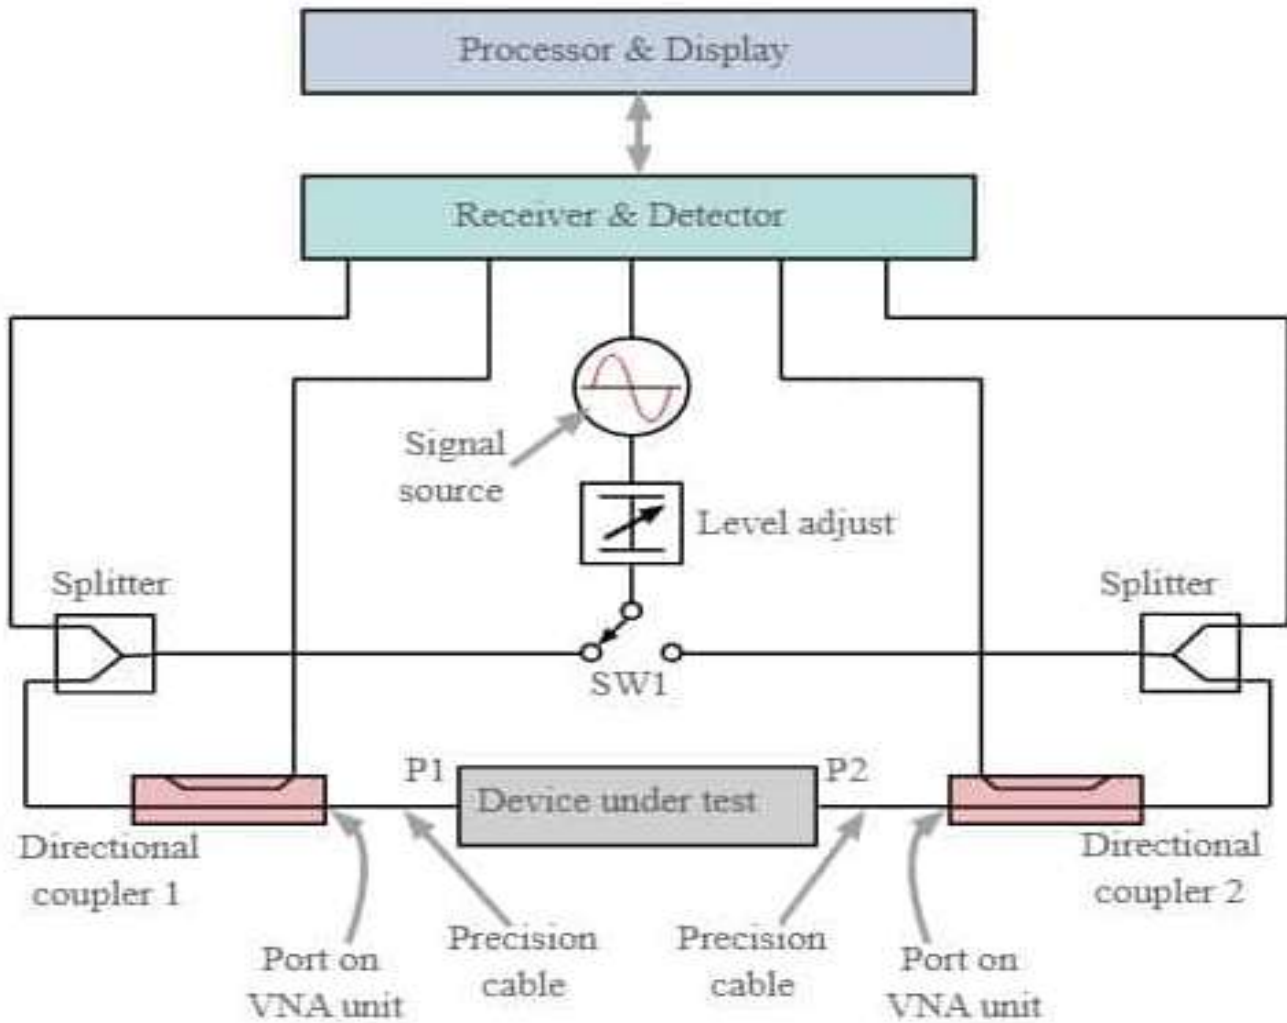 Processor & Display
Receiver & Detector
Signal
source
Level adjust
Splitter
Splitter
SW1
P1
Device under test
P2
Directional
coupler 1
Directional
coupler 2
Port on
VNA unit
Precision
cable
Precision
cable
Port on
VNA unit